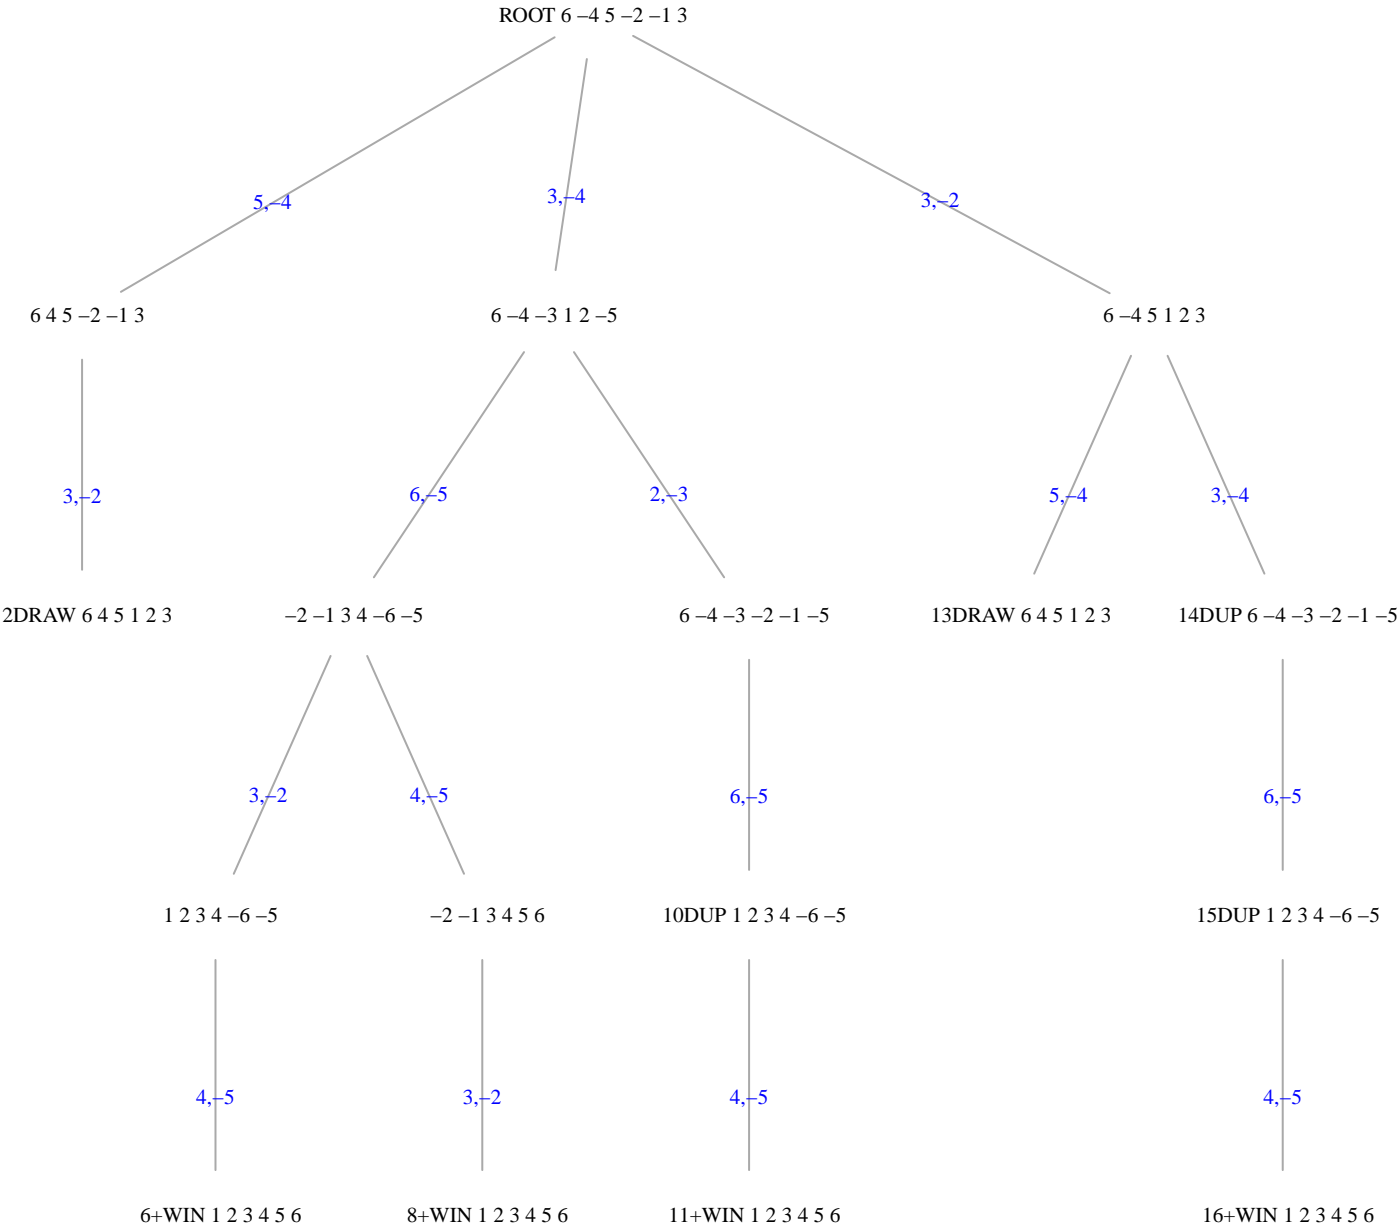 ROOT 6 –4 5 –2 –1 3
5,–4
3,–4
3,–2
6 4 5 –2 –1 3
6 –4 –3 1 2 –5
6 –4 5 1 2 3
3,–2
6,–5
2,–3
5,–4
3,–4
2DRAW 6 4 5 1 2 3
–2 –1 3 4 –6 –5
6 –4 –3 –2 –1 –5
13DRAW 6 4 5 1 2 3
14DUP 6 –4 –3 –2 –1 –5
3,–2
4,–5
6,–5
6,–5
1 2 3 4 –6 –5
–2 –1 3 4 5 6
10DUP 1 2 3 4 –6 –5
15DUP 1 2 3 4 –6 –5
4,–5
3,–2
4,–5
4,–5
6+WIN 1 2 3 4 5 6
8+WIN 1 2 3 4 5 6
11+WIN 1 2 3 4 5 6
16+WIN 1 2 3 4 5 6